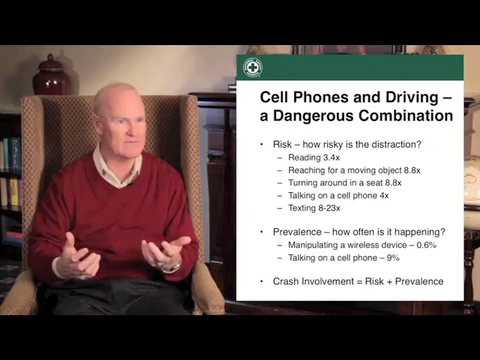 Cell Phones and Driving –
a Dangerous Combination
• Risk – how risky is the distraction?
– Reading 3.4x
– Reaching for a moving object 8.8x
– Turning around in a seat 8.8x
– Talking on a cell phone 4x
– Texting 8-23x
• Prevalence – how often is it happening?
– Manipulating a wireless device – 0.6%
– Talking on a cell phone – 9%
• Crash Involvement = Risk + Prevalence